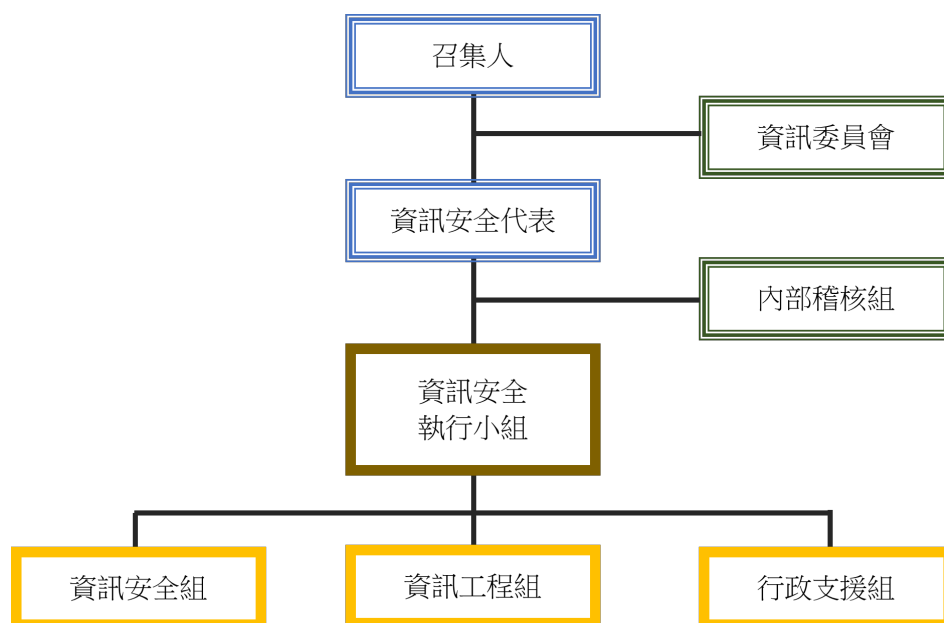 召集人
資訊委員會
資訊安全代表
內部稽核組
資訊安全
執行小組
資訊安全組
資訊工程組
行政支援組